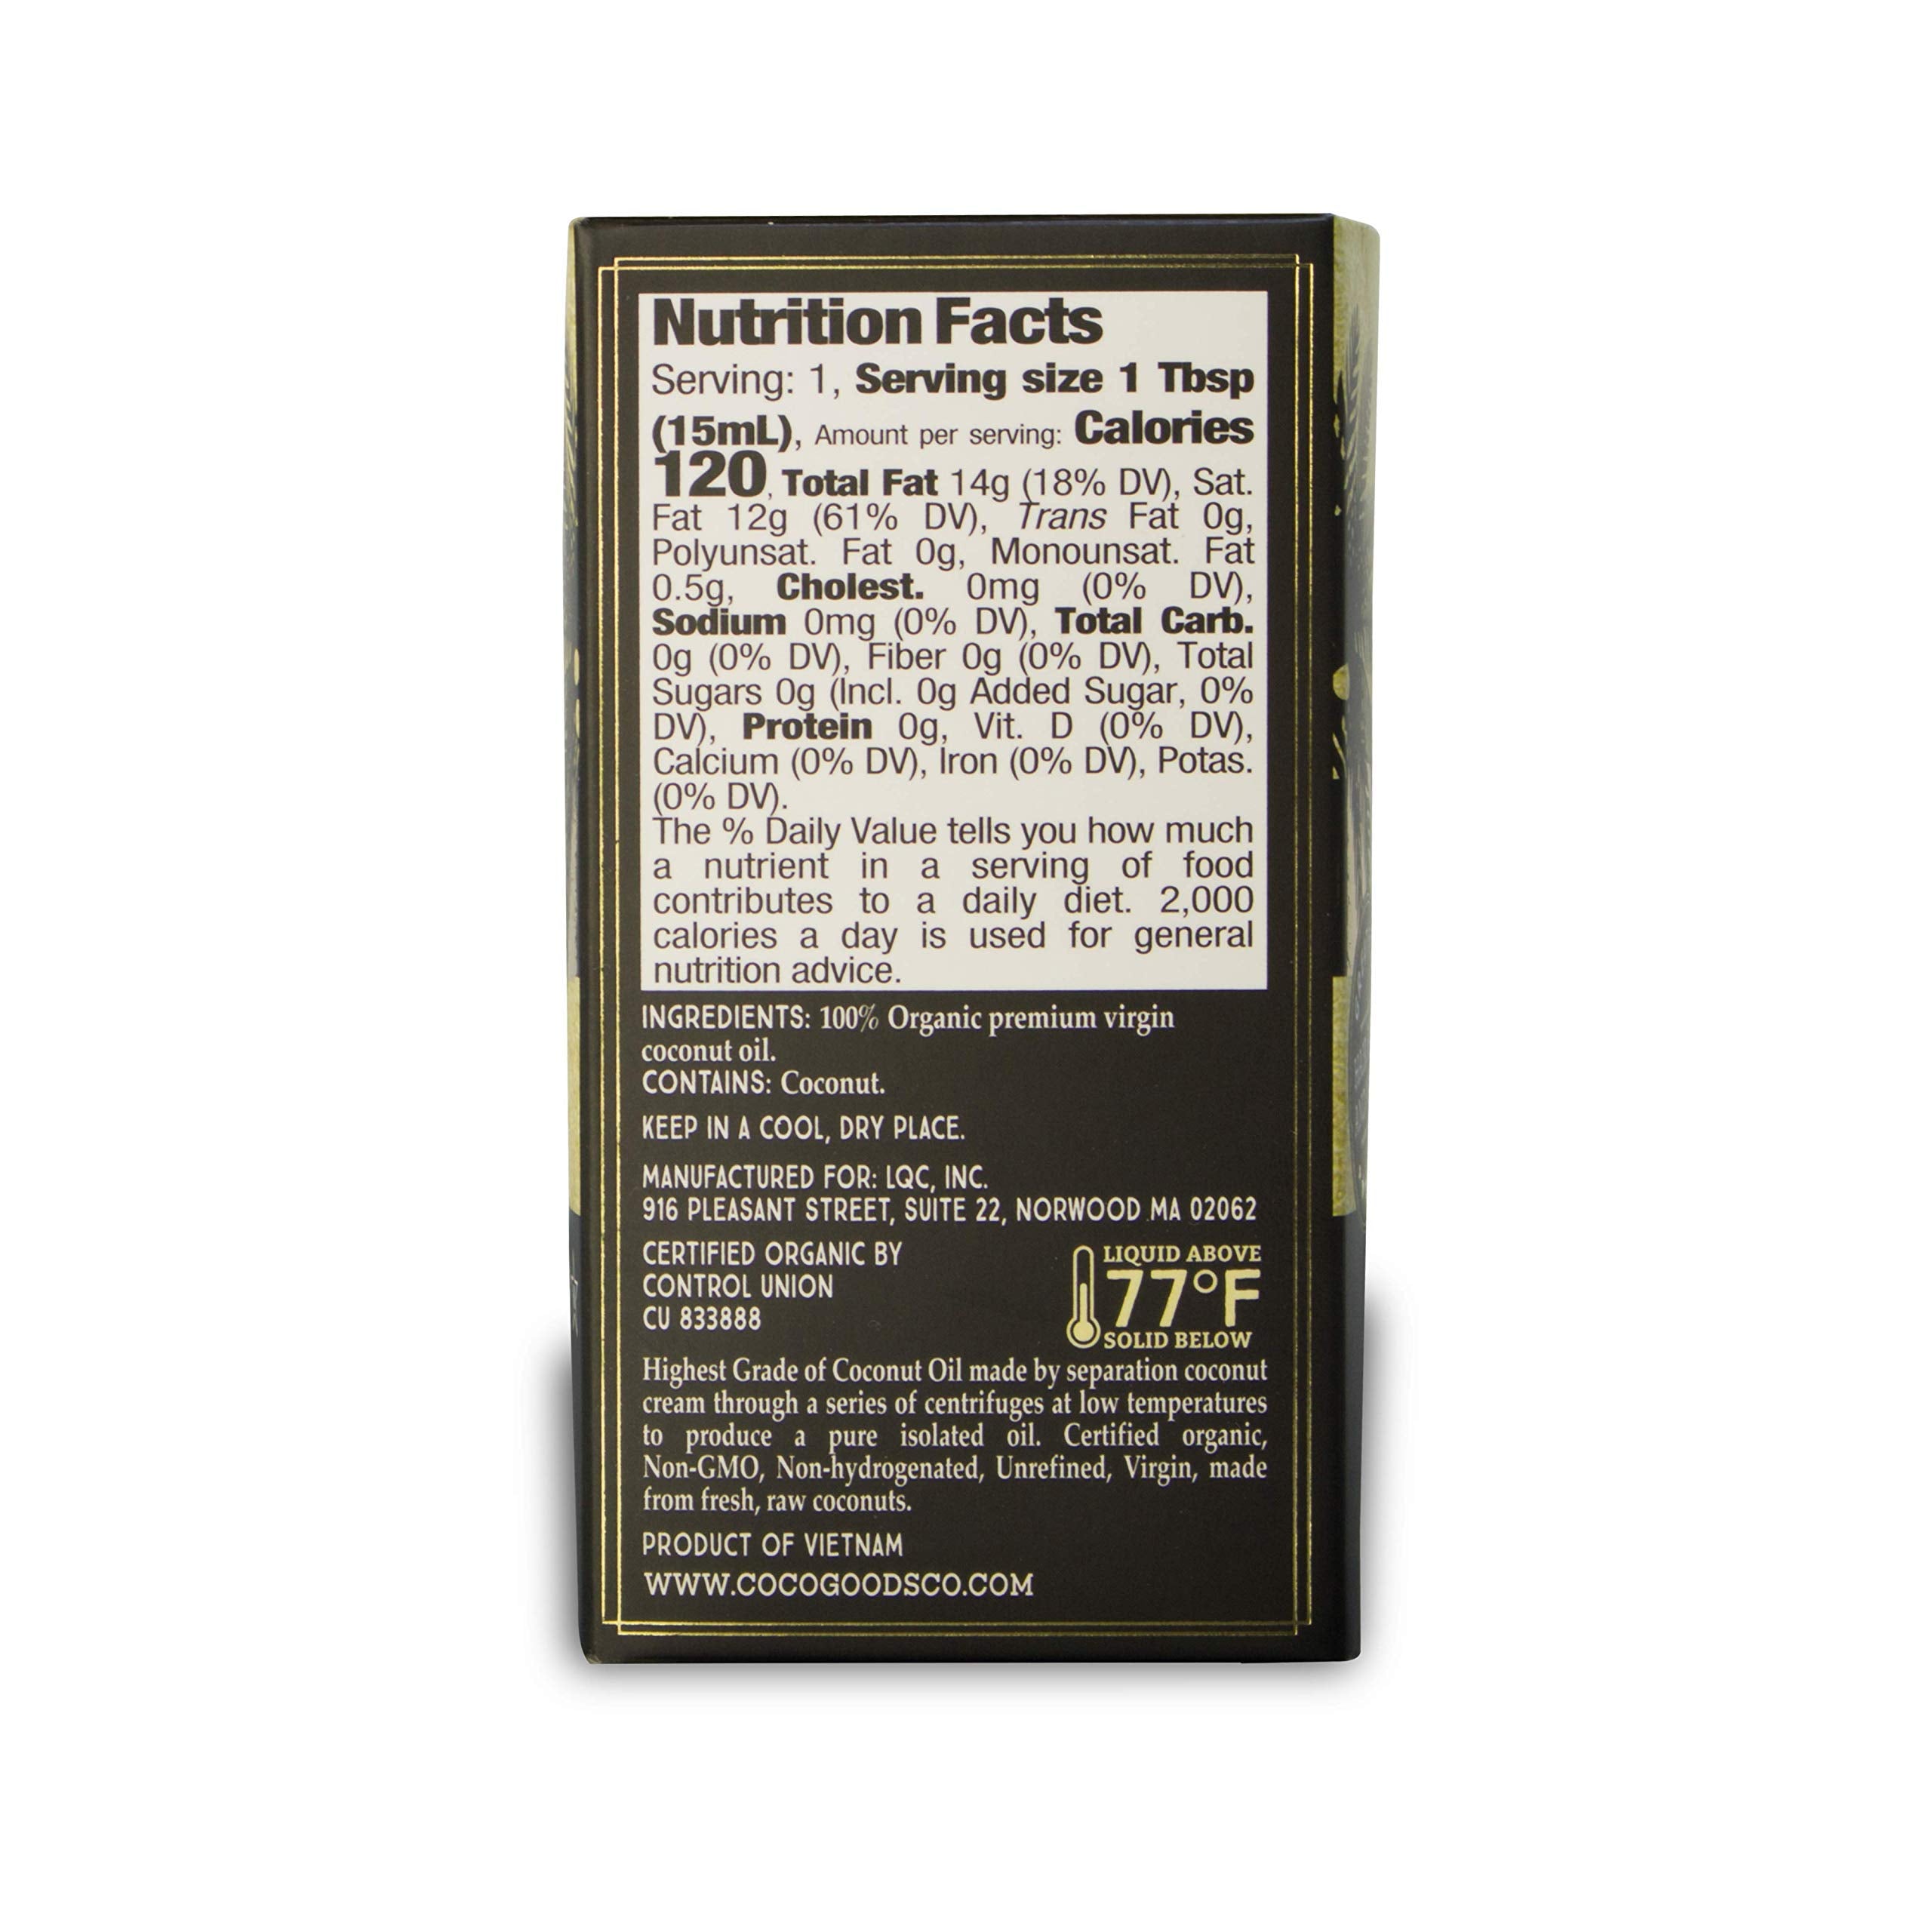 Nutrition Facts
Serving: 1, Serving size 1 Tbsp
(15mL), Amount per serving: Calories
120, Total Fat 14g (18% DV), Sat.
Fat 12g (61% DV), Trans Fat 0g,
Polyunsat. Fat 0g, Monounsat. Fat
0.5g, Cholest. 0mg (0% DV),
Sodium 0mg (0% DV), Total Carb.
0g (0% DV), Fiber 0g (0% DV), Total
Sugars 0g (Incl. 0g Added Sugar, 0%
DV), Protein 0g, Vit. D (0% DV),
Calcium (0% DV), Iron (0% DV), Potas.
(0% DV).
The % Daily Value tells you how much
a nutrient in a serving of food
contributes to a daily diet. 2,000
calories a day is used for general
nutrition advice.
INGREDIENTS: 100% Organic premium virgin
coconut oil.
CONTAINS: Coconut.
KEEP IN A COOL, DRY PLACE.
MANUFACTURED FOR: LQC, INC.
916 PLEASANT STREET, SUITE 22, NORWOOD MA 02062
CERTIFIED ORGANIC BY
CONTROL UNION
CU 833888
LIQUID ABOVE
77°F
SOLID BELOW
Highest Grade of Coconut Oil made by separation coconut
cream through a series of centrifuges at low temperatures
to produce a pure isolated oil. Certified organic,
Non-GMO, Non-hydrogenated, Unrefined, Virgin, made
from fresh, raw coconuts.
PRODUCT OF VIETNAM
WWW.COCOGOODSCO.COM